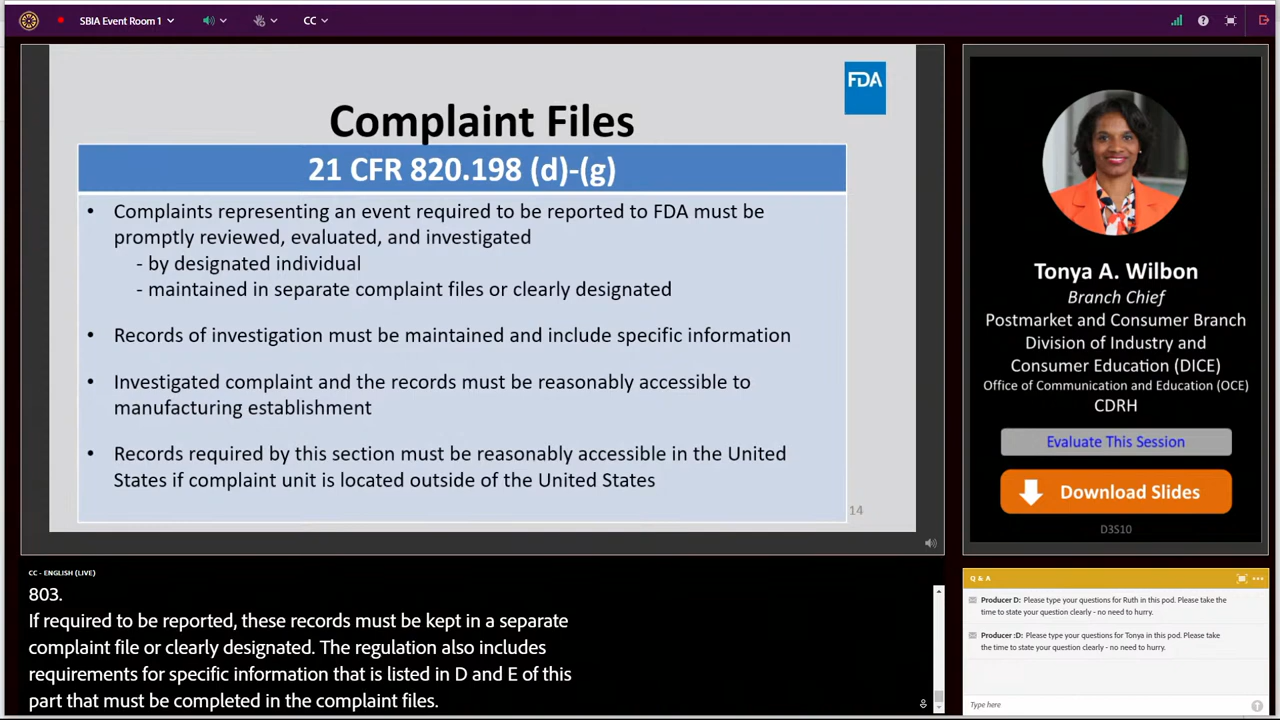 SBIA Event Room 1
CC
FDA
Complaint Files
21 CFR 820.198 (d)-(g)
• Complaints representing an event required to be reported to FDA must be
promptly reviewed, evaluated, and investigated
- by designated individual
- maintained in separate complaint files or clearly designated
• Records of investigation must be maintained and include specific information
• Investigated complaint and the records must be reasonably accessible to
manufacturing establishment
• Records required by this section must be reasonably accessible in the United
States if complaint unit is located outside of the United States
14
Tonya A. Wilbon
Branch Chief
Postmarket and Consumer Branch
Division of Industry and
Consumer Education (DICE)
Office of Communication and Education (OCE)
CDRH
Evaluate This Session
Download Slides
D3S10
CC - ENGLISH (LIVE)
803.
If required to be reported, these records must be kept in a separate
complaint file or clearly designated. The regulation also includes
requirements for specific information that is listed in D and E of this
part that must be completed in the complaint files.
Q & A
Producer D: Please type your questions for Ruth in this pod. Please take the
time to state your question clearly - no need to hurry.
Producer :D: Please type your questions for Tonya in this pod. Please take
the time to state your question clearly - no need to hurry.
Type here